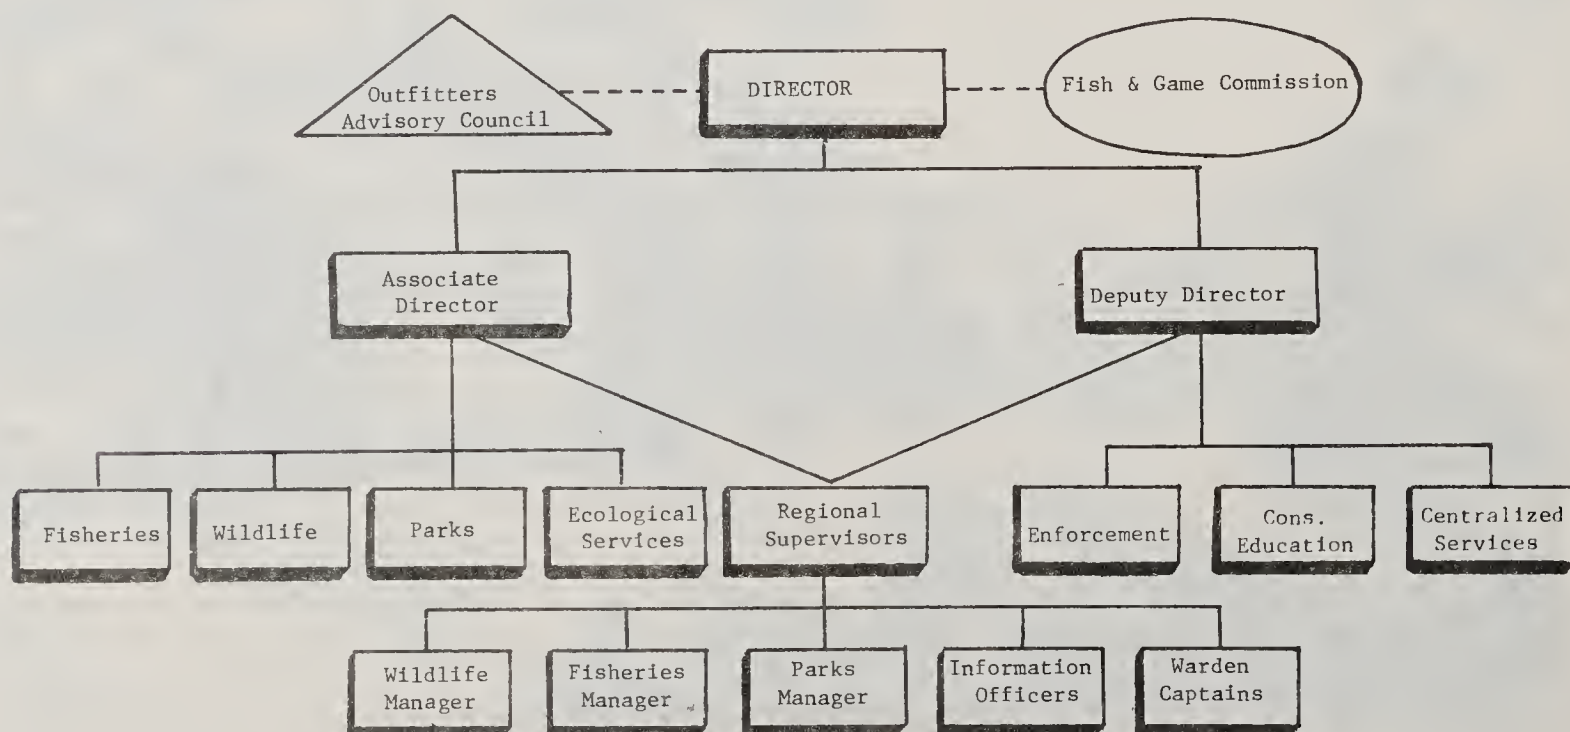 Outfitters
Advisory Council
DIRECTOR
Fish & Game Commission
Associate
Director
Deputy Director
Fisheries
Wildlife
Parks
Ecological
Services
Regional
Supervisors
Enforcement
Cons.
Education
Centralized
Services
Wildlife
Manager
Fisheries
Manager
Parks
Manager
Information
Officers
Warden
Captains